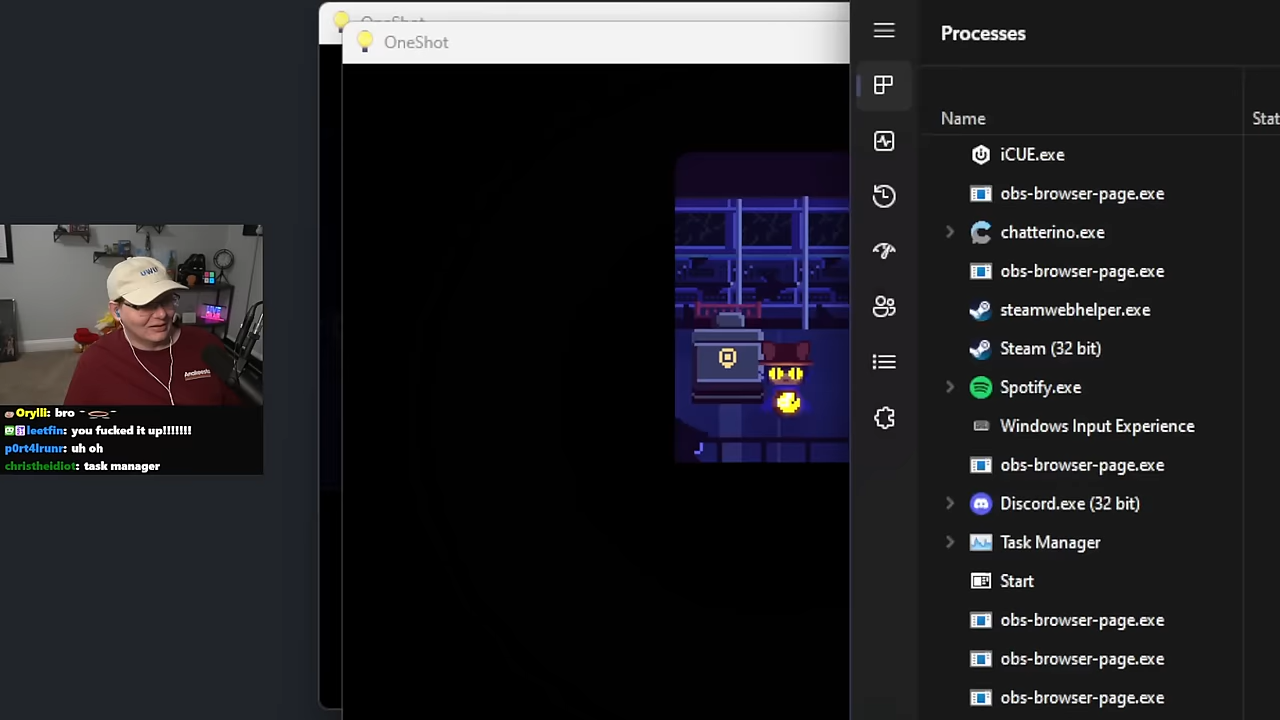 OneShot
OneShot
Processes
Name
Stat
iCUE.exe
obs-browser-page.exe
chatterino.exe
obs-browser-page.exe
steamwebhelper.exe
Steam (32 bit)
Spotify.exe
Windows Input Experience
obs-browser-page.exe
Discord.exe (32 bit)
Task Manager
Start
obs-browser-page.exe
obs-browser-page.exe
obs-browser-page.exe
UWU
Orylli: bro
leetfin: you fucked it up!!!!!!!
p0rt4lrunr: uh oh
christheidiot: task manager